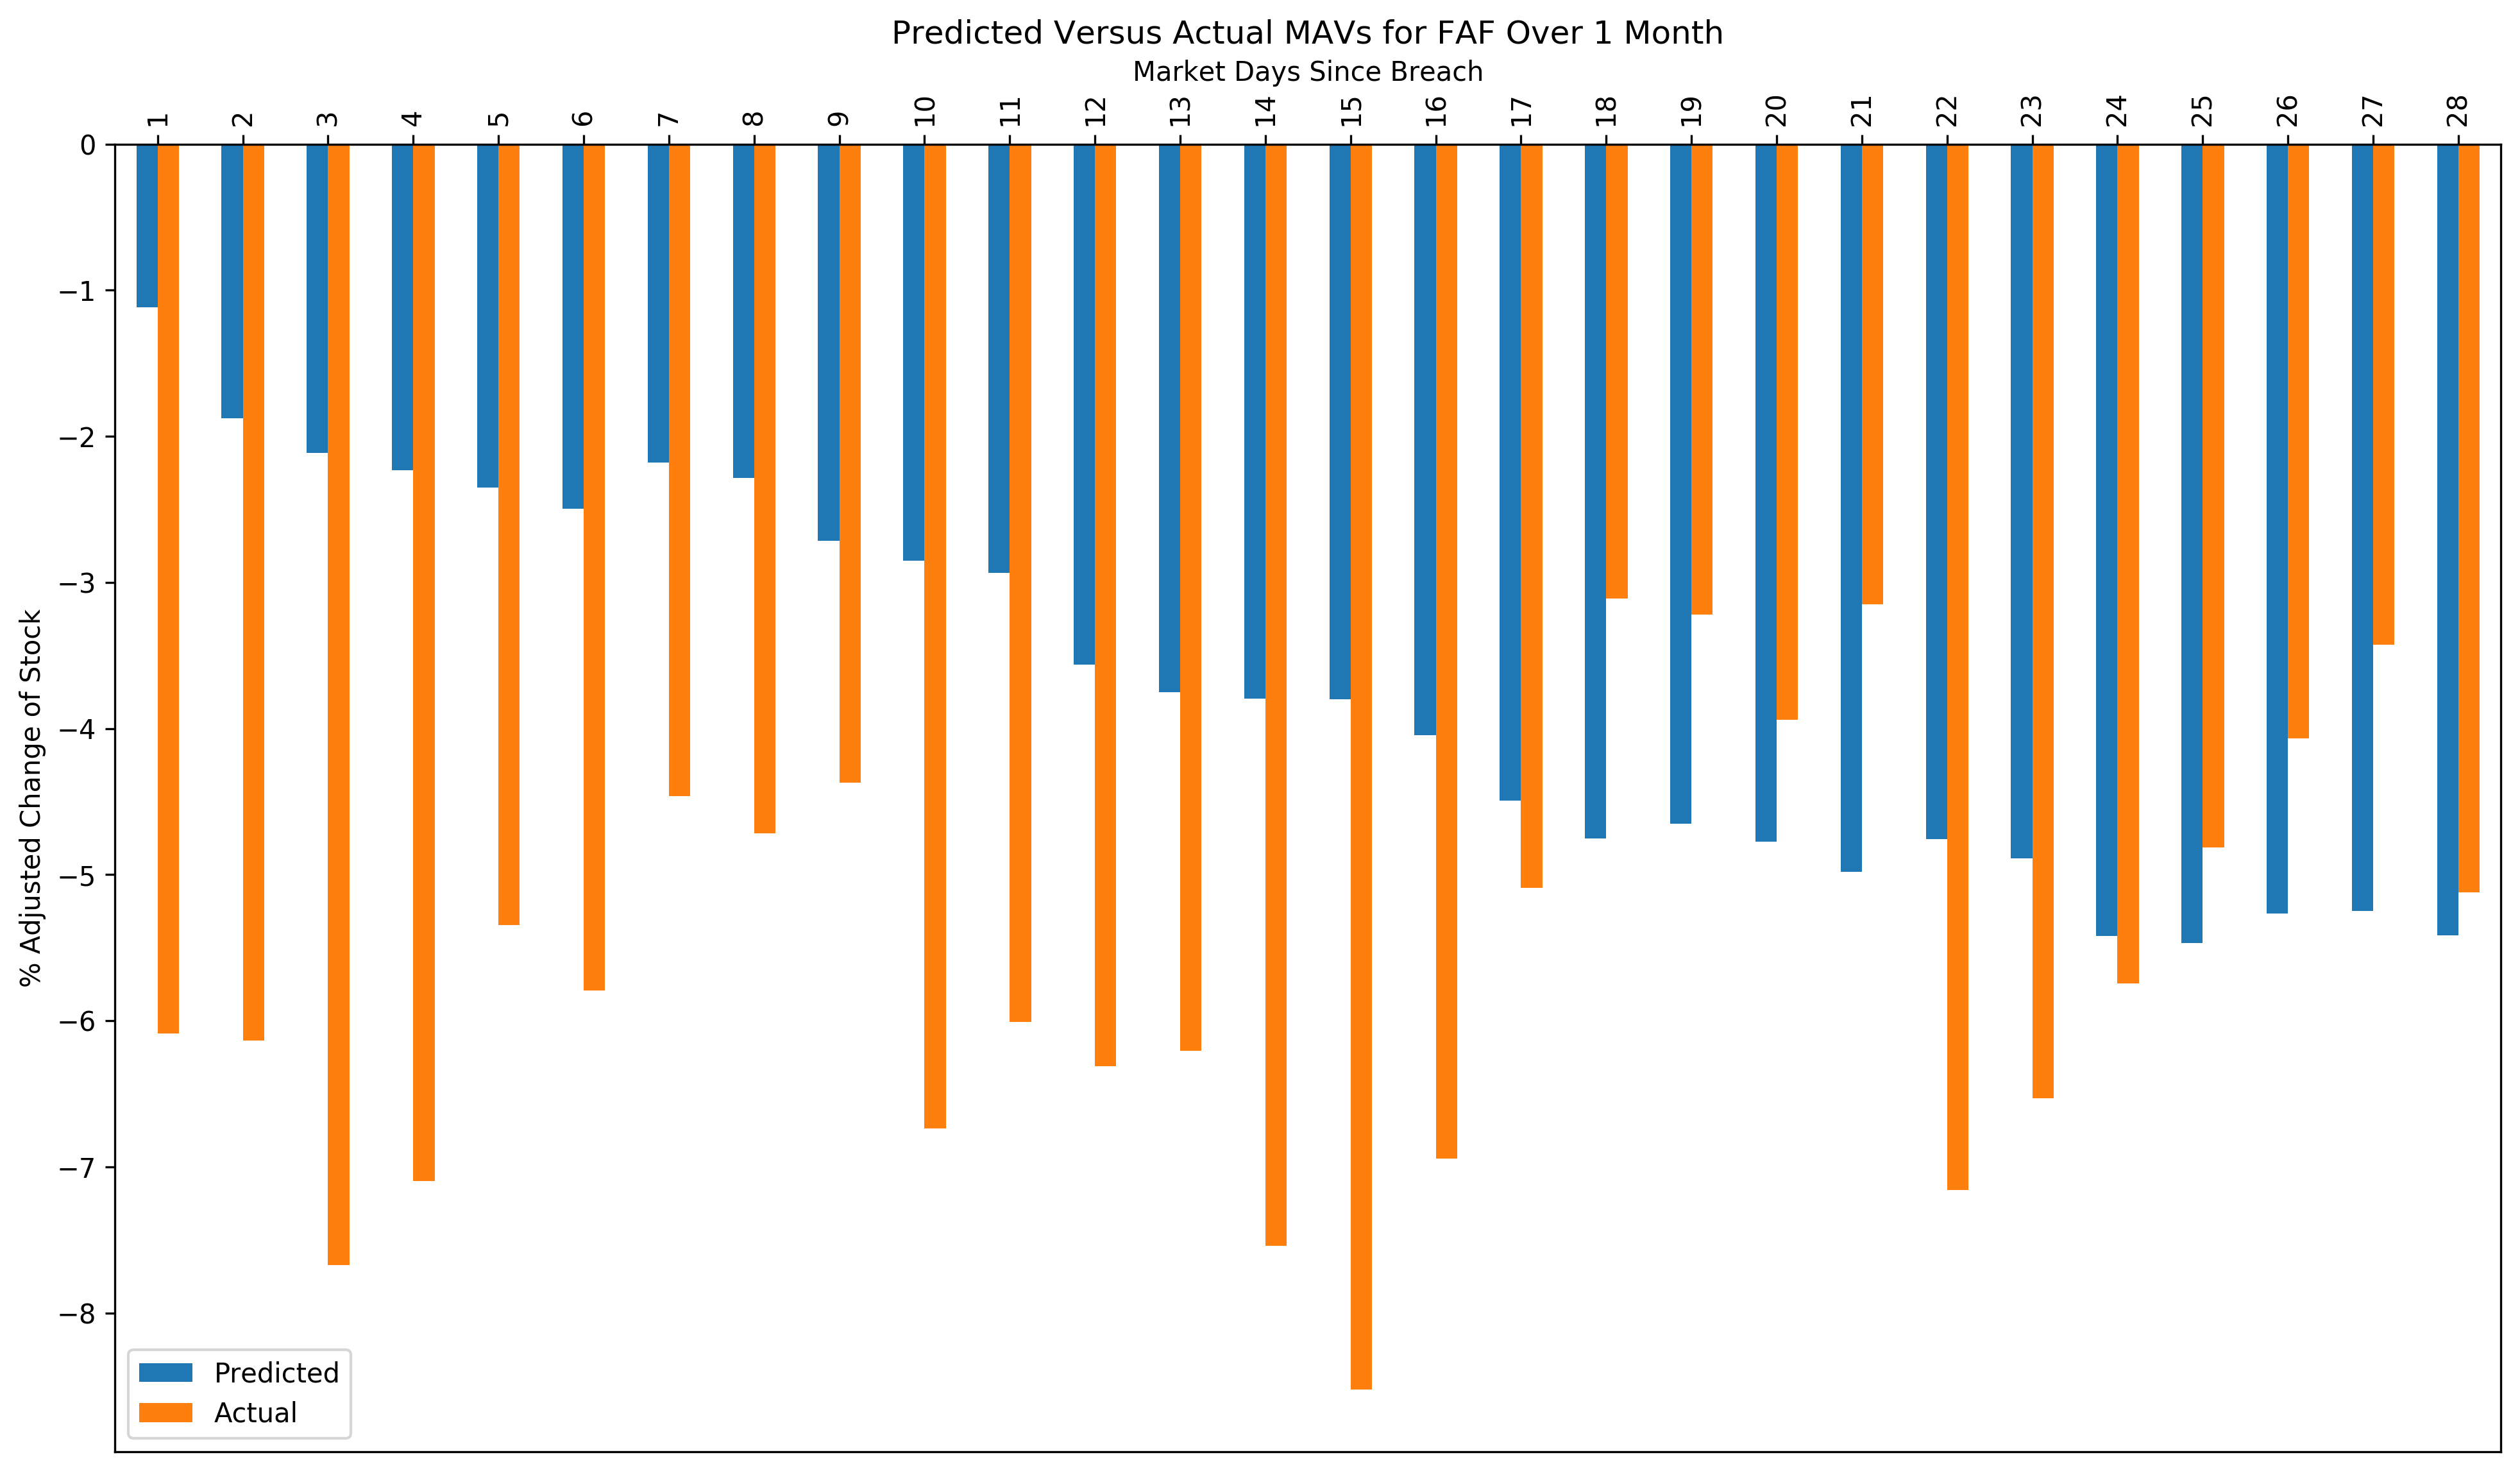 Predicted Versus Actual MAVs for FAF Over 1 Month
Market Days Since Breach
1 2 3 4 5 6 7 8 9 10 11 12 13 14 15 16 17 18 19 20 21 22 23 24 25 26 27 28
0
−1
−2
−3
−4
−5
−6
−7
−8
% Adjusted Change of Stock
Predicted
Actual